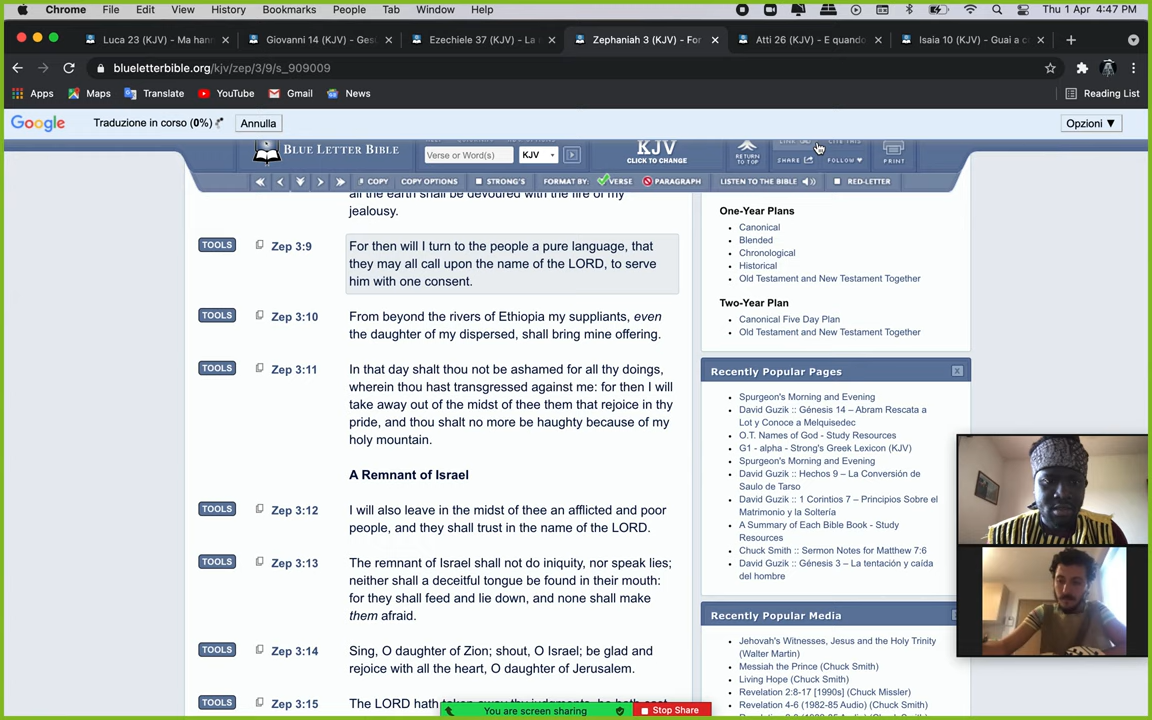 Chrome File Edit View History Bookmarks People Tab Window Help Thu 1 Apr 4:47 PM
Luca 23 (KJV) - Ma han Giovanni 14 (KJV) - Gesù Ezechiele 37 (KJV) - La Zephaniah 3 (KJV) - For Atti 26 (KJV) - E quando Isaia 10 (KJV) - Guai a c
blueletterbible.org/kjv/zep/3/9/s_909009
Apps Maps Translate YouTube Gmail News Reading List
Google Traduzione in corso (0%) Annulla Opzioni ▼
BLUE LETTER BIBLE
Verse or Word(s) KJV
KJV
CLICK TO CHANGE
RETURN
TO TOP
LINK CITE THIS
SHARE FOLLOW
PRINT
COPY COPY OPTIONS STRONG'S FORMAT BY: VERSE PARAGRAPH LISTEN TO THE BIBLE RED-LETTER
all the earth shall be devoured with the fire of my
jealousy.
TOOLS Zep 3:9 For then will I turn to the people a pure language, that
they may all call upon the name of the LORD, to serve
him with one consent.
TOOLS Zep 3:10 From beyond the rivers of Ethiopia my suppliants, even
the daughter of my dispersed, shall bring mine offering.
TOOLS Zep 3:11 In that day shalt thou not be ashamed for all thy doings,
wherein thou hast transgressed against me: for then I will
take away out of the midst of thee them that rejoice in thy
pride, and thou shalt no more be haughty because of my
holy mountain.
A Remnant of Israel
TOOLS Zep 3:12 I will also leave in the midst of thee an afflicted and poor
people, and they shall trust in the name of the LORD.
TOOLS Zep 3:13 The remnant of Israel shall not do iniquity, nor speak lies;
neither shall a deceitful tongue be found in their mouth:
for they shall feed and lie down, and none shall make
them afraid.
TOOLS Zep 3:14 Sing, O daughter of Zion; shout, O Israel; be glad and
rejoice with all the heart, O daughter of Jerusalem.
TOOLS Zep 3:15 The LORD hath taken away thy judgments, he hath cast
One-Year Plans
Canonical
Blended
Chronological
Historical
Old Testament and New Testament Together
Two-Year Plan
Canonical Five Day Plan
Old Testament and New Testament Together
Recently Popular Pages
Spurgeon's Morning and Evening
David Guzik :: Génesis 14 – Abram Rescata a
Lot y Conoce a Melquisedec
O.T. Names of God - Study Resources
G1 - alpha - Strong's Greek Lexicon (KJV)
Spurgeon's Morning and Evening
David Guzik :: Hechos 9 – La Conversión de
Saulo de Tarso
David Guzik :: 1 Corintios 7 – Principios Sobre el
Matrimonio y la Soltería
A Summary of Each Bible Book - Study
Resources
Chuck Smith :: Sermon Notes for Matthew 7:6
David Guzik :: Génesis 3 – La tentación y caída
del hombre
Recently Popular Media
Jehovah's Witnesses, Jesus and the Holy Trinity
(Walter Martin)
Messiah the Prince (Chuck Smith)
Living Hope (Chuck Smith)
Revelation 2:8-17 [1990s] (Chuck Missler)
Revelation 4-6 (1982-85 Audio) (Chuck Smith)
You are screen sharing Stop Share